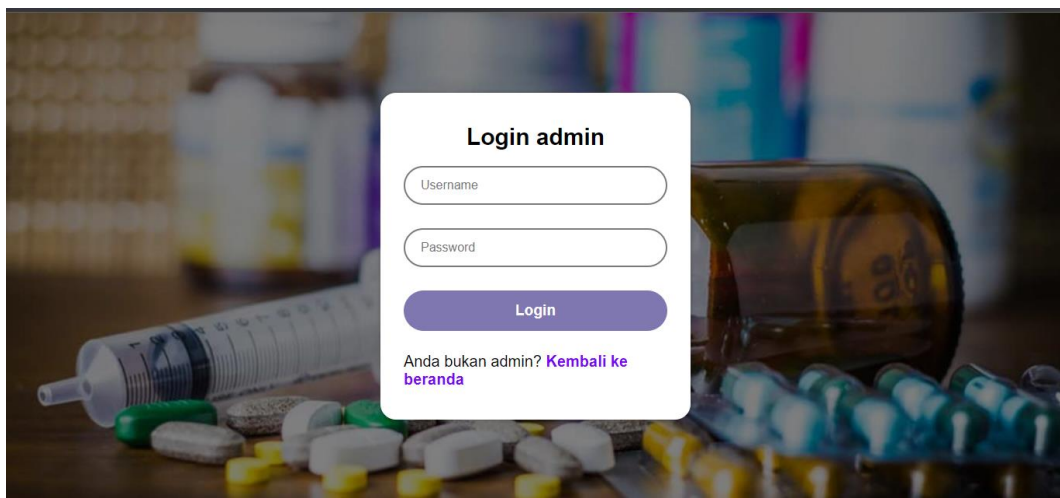 Login admin
Username
Password
Login
Anda bukan admin? Kembali ke
beranda